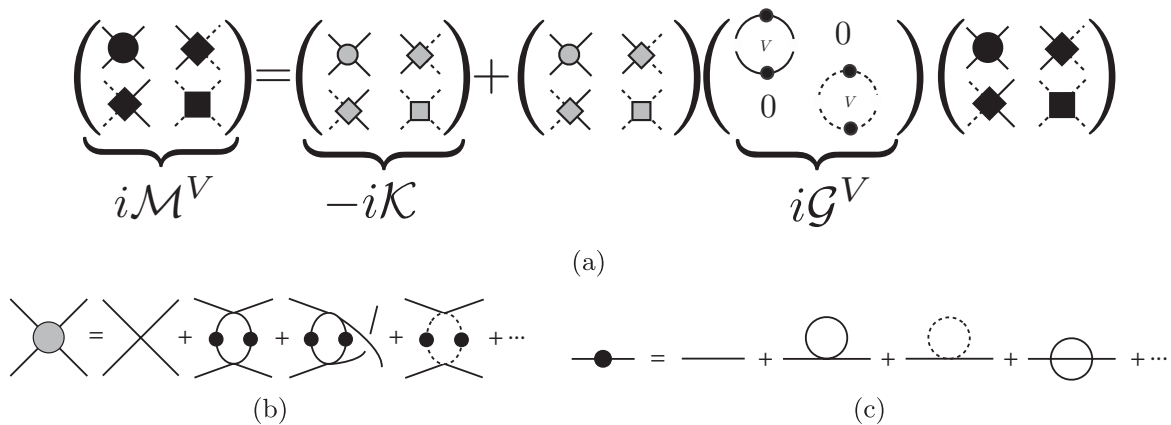 = + V 0 0 V
i𝓜^V −i𝓚 i𝓖^V
(a)
= + + + + ···
= + + + + ···
(b) (c)